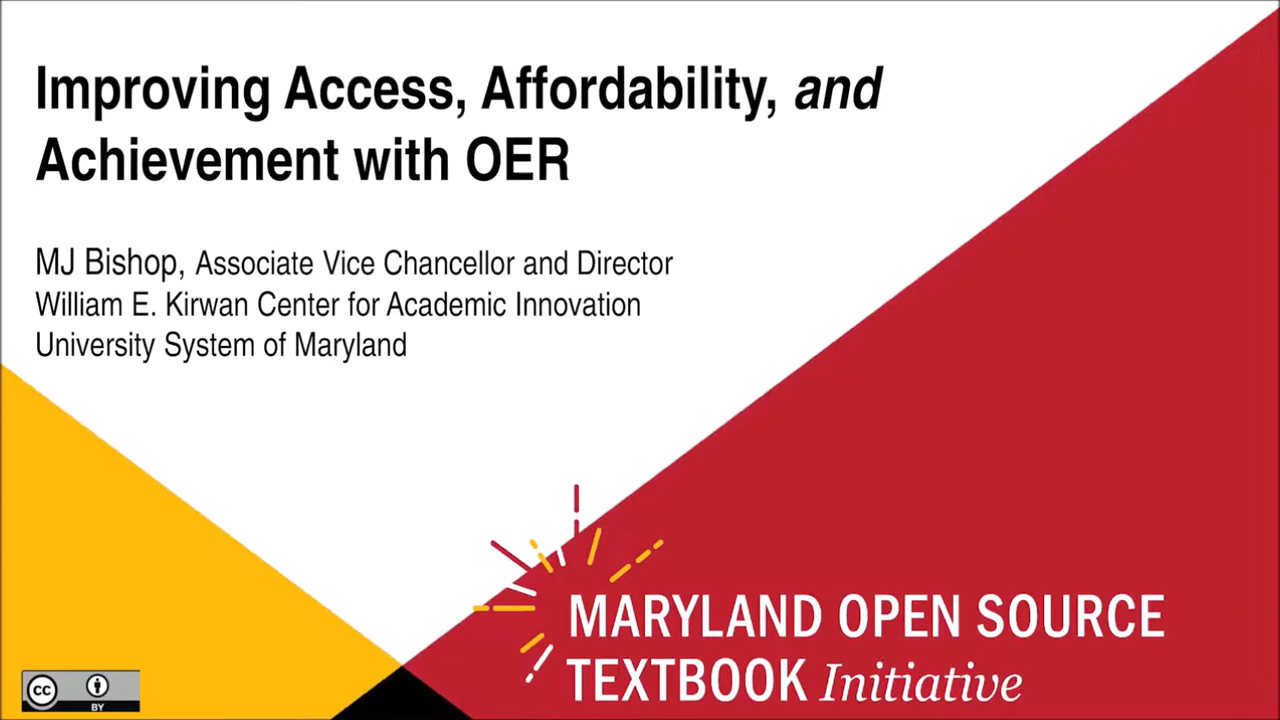 Improving Access, Affordability, and
Achievement with OER
MJ Bishop, Associate Vice Chancellor and Director
William E. Kirwan Center for Academic Innovation
University System of Maryland
MARYLAND OPEN SOURCE
TEXTBOOK Initiative
cc
BY